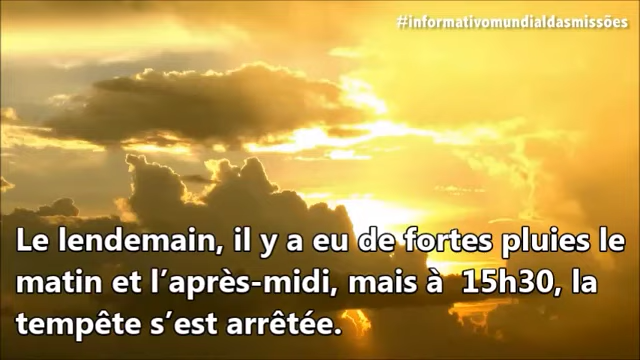 #informativomundialdasmissões
Le lendemain, il y a eu de fortes pluies le
matin et l’après-midi, mais à  15h30, la
tempête s’est arrêtée.